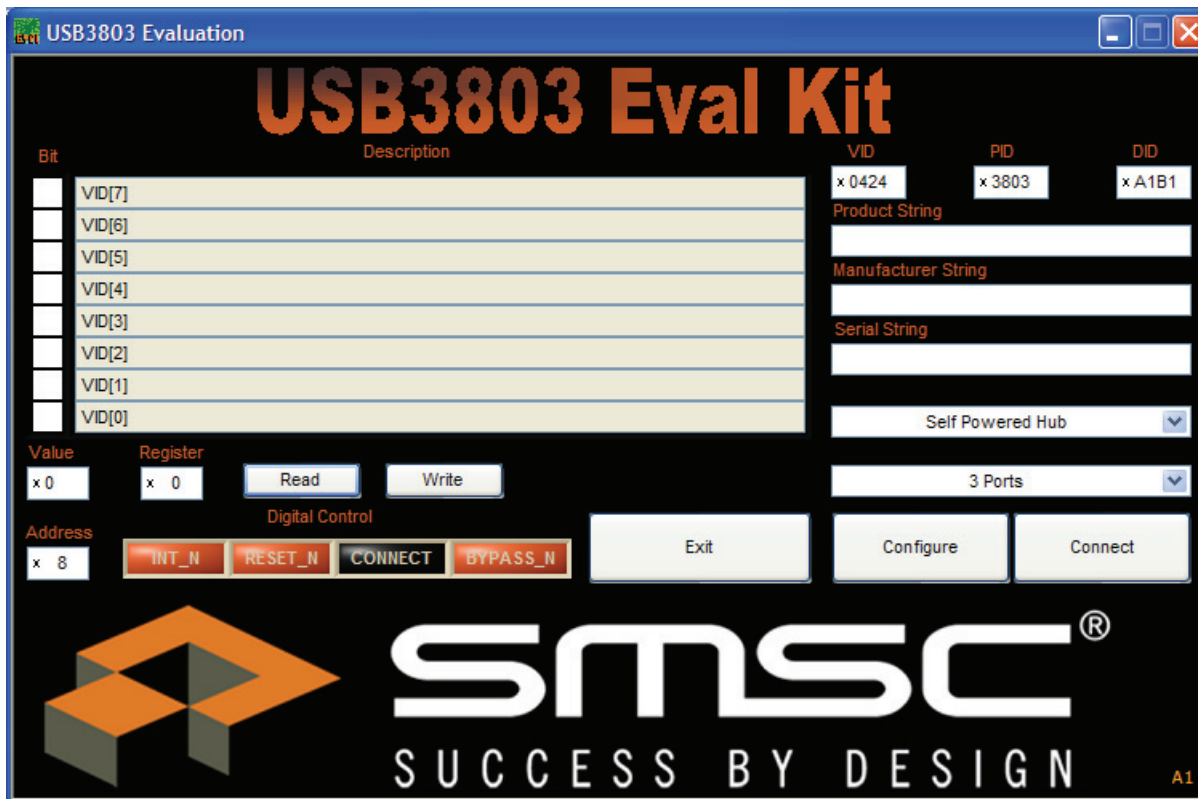 USB3803 Evaluation
USB3803 Eval Kit
Bit Description
VID[7]
VID[6]
VID[5]
VID[4]
VID[3]
VID[2]
VID[1]
VID[0]
Value Register
x 0 x 0 Read Write
Digital Control
Address
x 8 INT_N RESET_N CONNECT BYPASS_N
Exit
VID PID DID
x 0424 x 3803 x A1B1
Product String
Manufacturer String
Serial String
Self Powered Hub
3 Ports
Configure Connect
SMSC®
SUCCESS BY DESIGN
A1